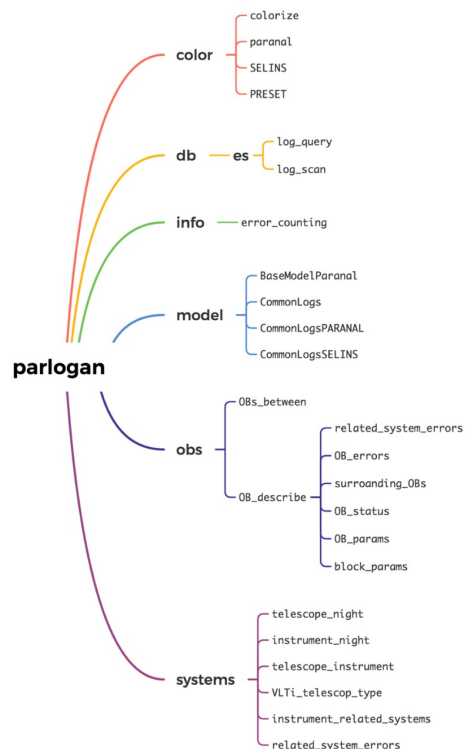 parlogan
color
colorize
paranal
SELINS
PRESET
db
es
log_query
log_scan
info
error_counting
model
BaseModelParanal
CommonLogs
CommonLogsPARANAL
CommonLogsSELINS
obs
OBs_between
OB_describe
related_system_errors
OB_errors
surroanding_OBs
OB_status
OB_params
block_params
systems
telescope_night
instrument_night
telescope_instrument
VLTi_telescop_type
instrument_related_systems
related_system_errors